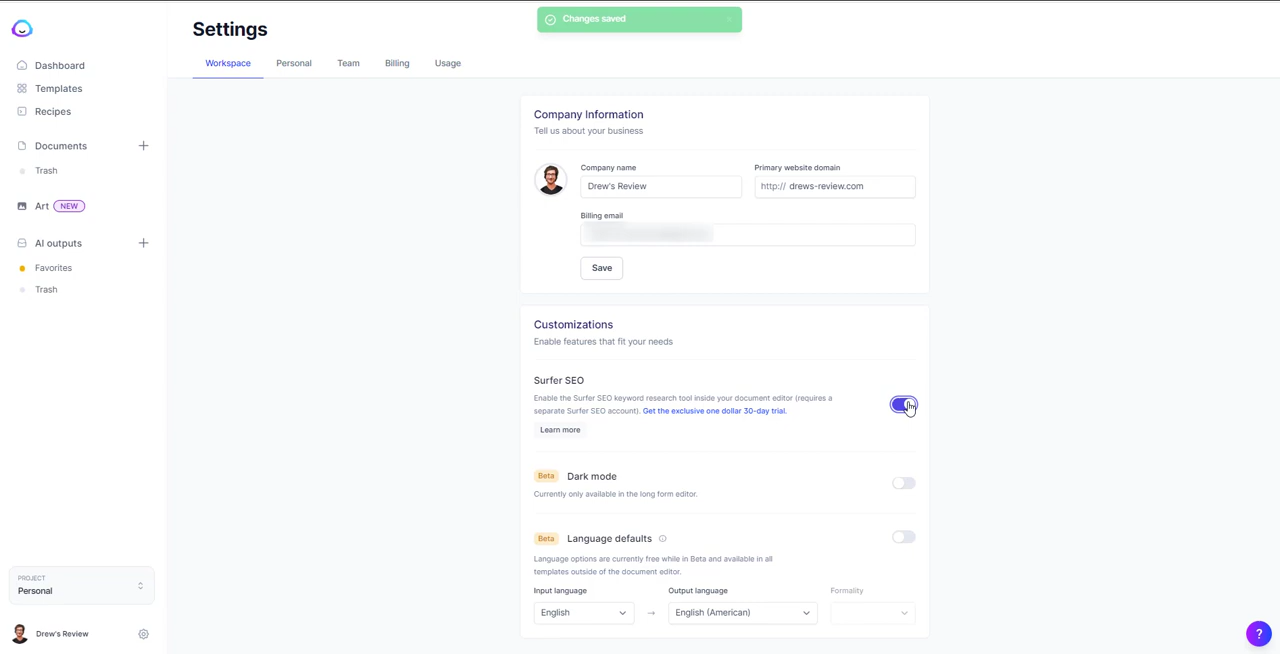 Changes saved
Settings
Workspace
Personal
Team
Billing
Usage
Dashboard
Templates
Recipes
Documents
Trash
Art NEW
AI outputs
Favorites
Trash
PROJECT
Personal
Drew's Review
Company Information
Tell us about your business
Company name
Primary website domain
Drew's Review
http:// drews-review.com
Billing email
Save
Customizations
Enable features that fit your needs
Surfer SEO
Enable the Surfer SEO keyword research tool inside your document editor (requires a
separate Surfer SEO account). Get the exclusive one dollar 30-day trial.
Learn more
Beta Dark mode
Currently only available in the long form editor.
Beta Language defaults
Language options are currently free while in Beta and available in all
templates outside of the document editor.
Input language
Output language
Formality
English
→
English (American)
?